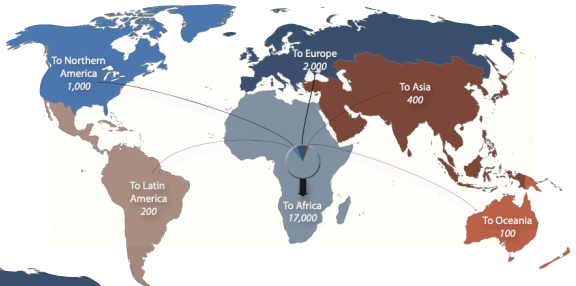 To Northern
America
1,000
To Europe
2,000
To Asia
400
To Latin
America
200
To Africa
17,000
To Oceania
100